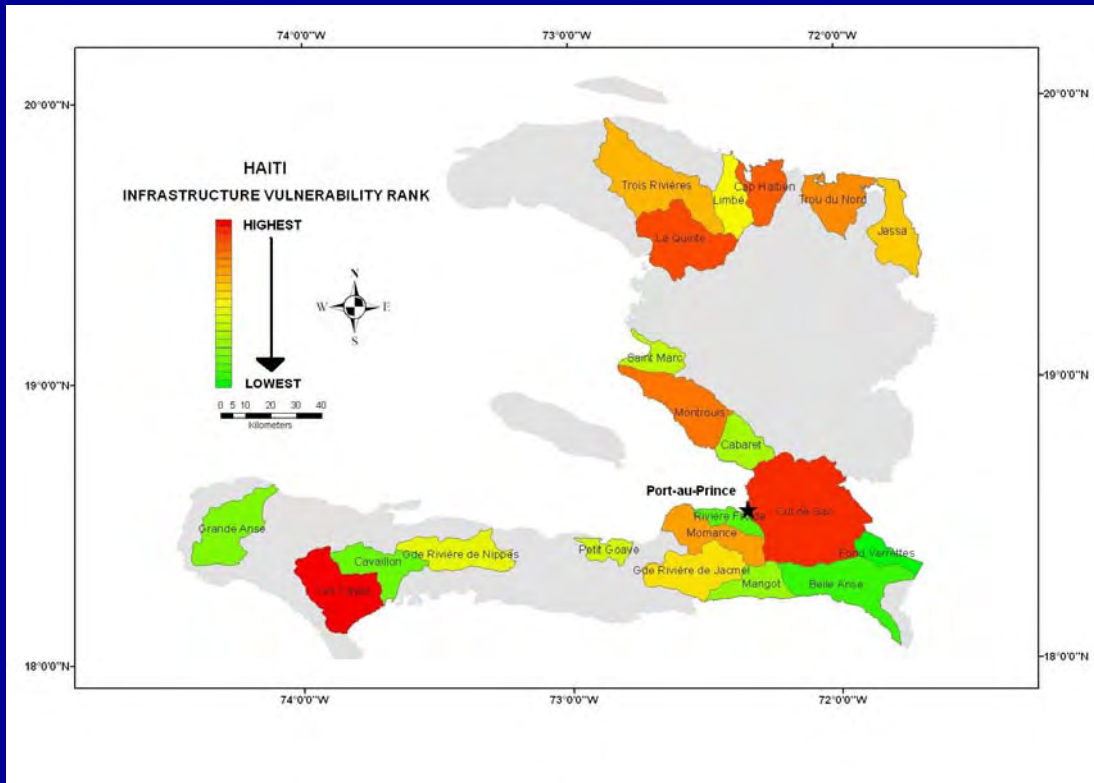 74°0'0"W 73°0'0"W 72°0'0"W
20°0'0"N 20°0'0"N
HAITI
INFRASTRUCTURE VULNERABILITY RANK
HIGHEST
LOWEST
0 5 10 20 30 40
Kilometers
N
W E
S
Trois Rivières
Limbé
Cap Haitien
Trou du Nord
Jassa
La Quinte
19°0'0"N 19°0'0"N
Saint Marc
Montrouis
Cabaret
Port-au-Prince
Cul de Sac
Rivière Froide
Momance
Fond Verrettes
Grande Anse
Cavaillon
Gde Rivière de Nippes
Petit Goave
Gde Rivière de Jacmel
Marigot
Belle Anse
18°0'0"N 18°0'0"N
74°0'0"W 73°0'0"W 72°0'0"W